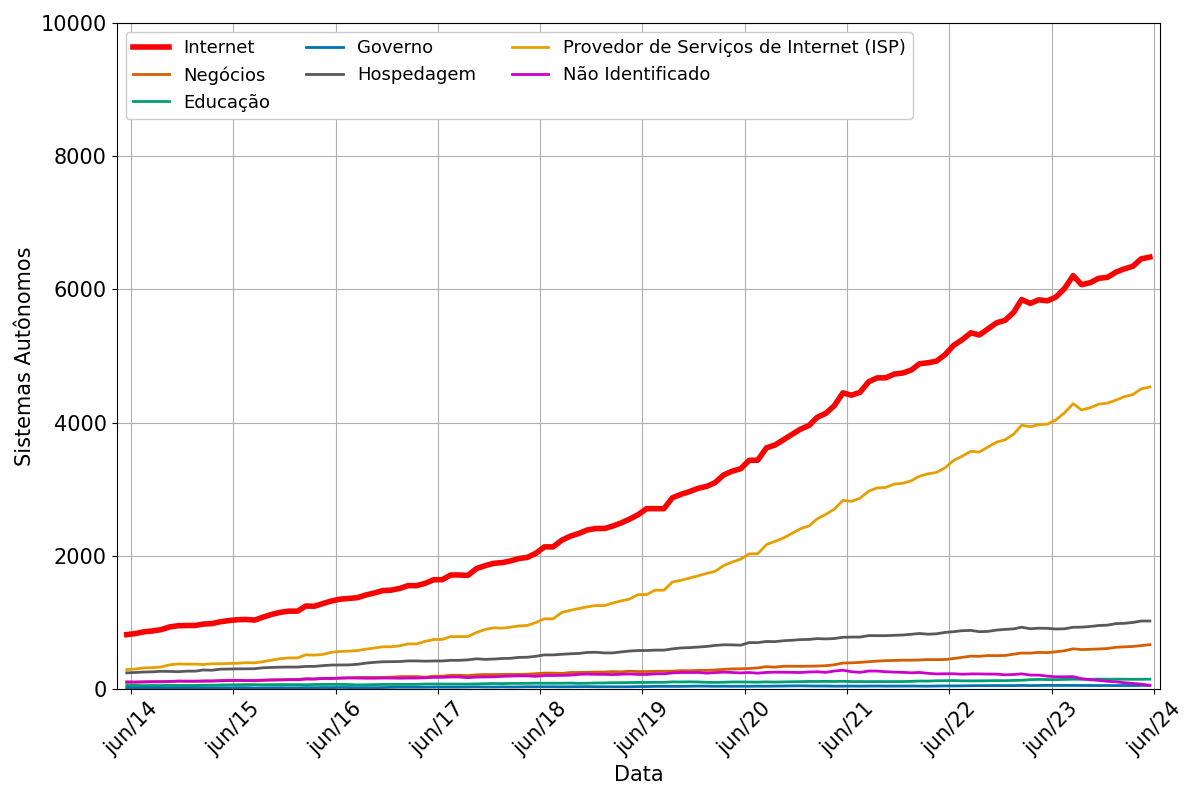 10000
8000
6000
4000
2000
0
Sistemas Autônomos
Internet
Negócios
Educação
Governo
Hospedagem
Provedor de Serviços de Internet (ISP)
Não Identificado
jun/14
jun/15
jun/16
jun/17
jun/18
jun/19
jun/20
jun/21
jun/22
jun/23
jun/24
Data